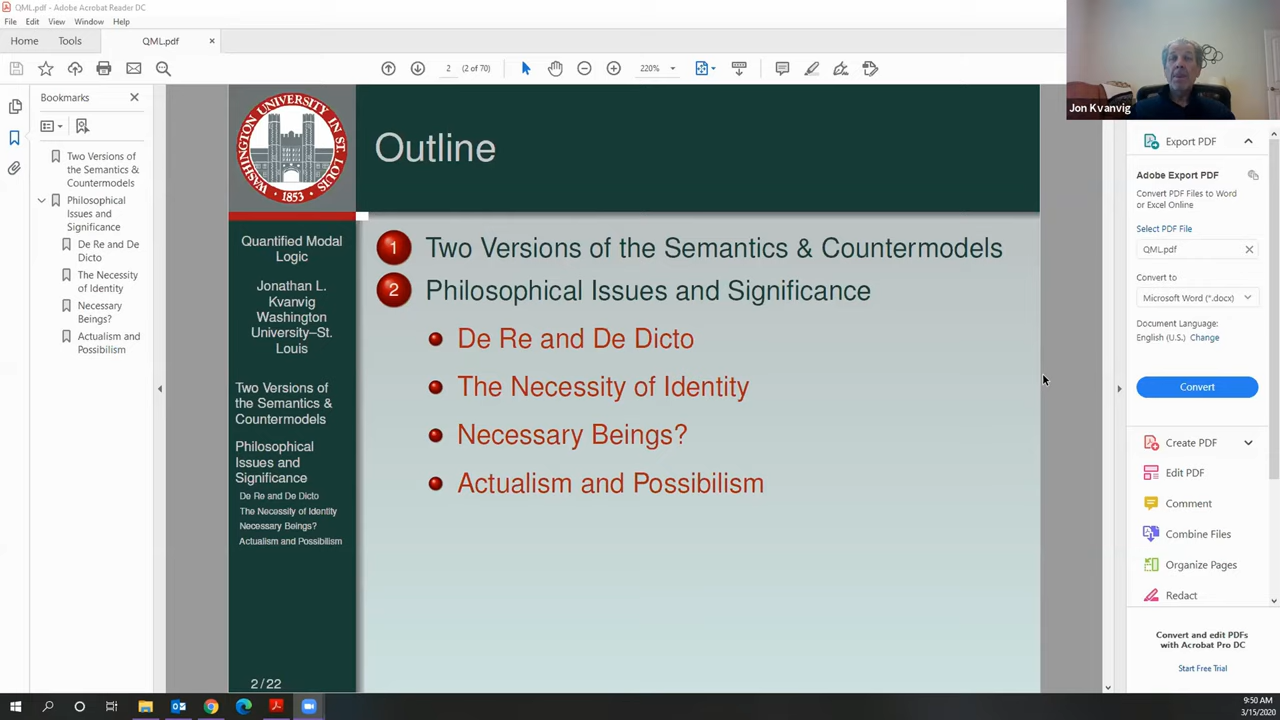 QML.pdf - Adobe Acrobat Reader DC
File Edit View Window Help
Home Tools QML.pdf ×
2 (2 of 70) 220%
Jon Kvanvig
Bookmarks
Two Versions of
the Semantics &
Countermodels
Philosophical
Issues and
Significance
De Re and De
Dicto
The Necessity
of Identity
Necessary
Beings?
Actualism and
Possibilism
WASHINGTON UNIVERSITY IN ST. LOUIS
1853
Quantified Modal
Logic
Jonathan L.
Kvanvig
Washington
University–St.
Louis
Two Versions of
the Semantics &
Countermodels
Philosophical
Issues and
Significance
De Re and De Dicto
The Necessity of Identity
Necessary Beings?
Actualism and Possibilism
2 / 22
Outline
1 Two Versions of the Semantics & Countermodels
2 Philosophical Issues and Significance
De Re and De Dicto
The Necessity of Identity
Necessary Beings?
Actualism and Possibilism
Export PDF
Adobe Export PDF
Convert PDF Files to Word
or Excel Online
Select PDF File
QML.pdf
Convert to
Microsoft Word (*.docx)
Document Language:
English (U.S.) Change
Convert
Create PDF
Edit PDF
Comment
Combine Files
Organize Pages
Redact
Convert and edit PDFs
with Acrobat Pro DC
Start Free Trial
9:50 AM
3/15/2020